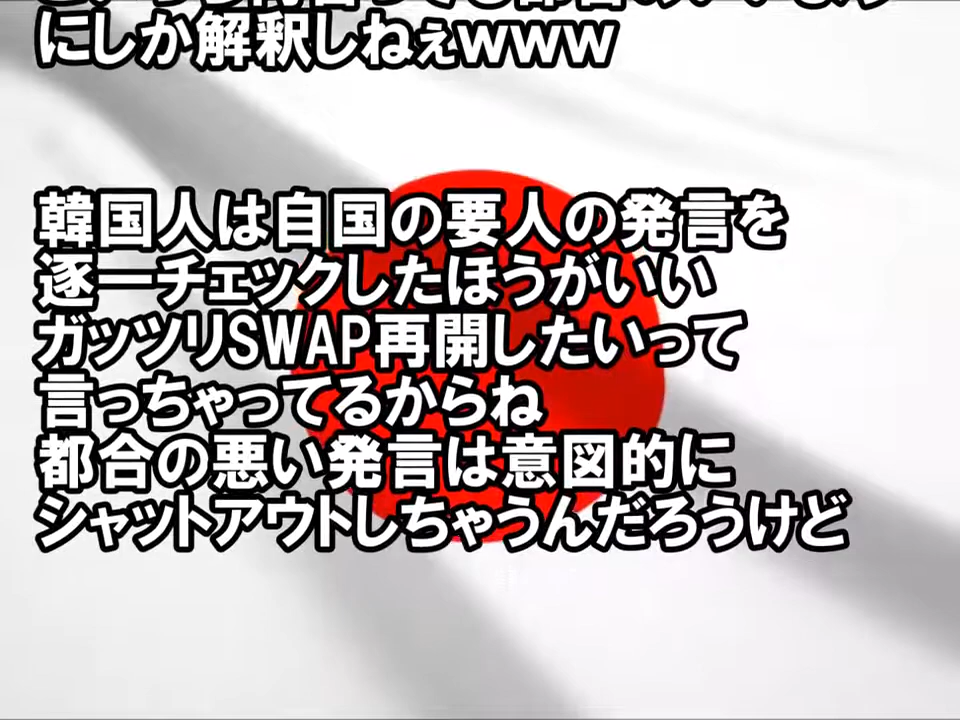 にしか解釈しねぇwww
韓国人は自国の要人の発言を
逐一チェックしたほうがいい
ガッツリSWAP再開したいって
言っちゃってるからね
都合の悪い発言は意図的に
シャットアウトしちゃうんだろうけど